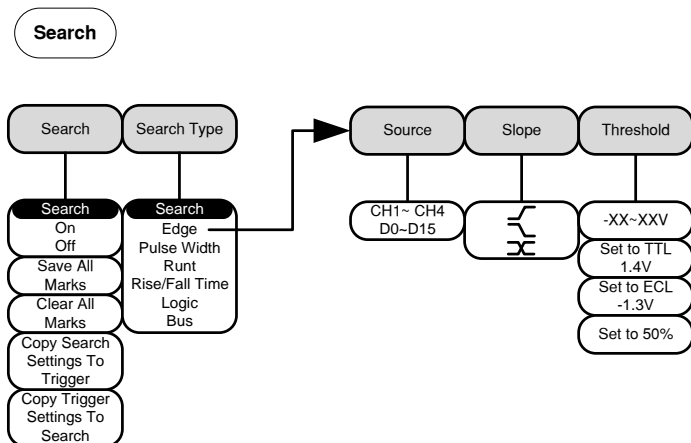 Search
Search
Search Type
Source
Slope
Threshold
Search
On
Off
Save All
Marks
Clear All
Marks
Copy Search
Settings To
Trigger
Copy Trigger
Settings To
Search
Search
Edge
Pulse Width
Runt
Rise/Fall Time
Logic
Bus
CH1~ CH4
D0~D15
-XX~XXV
Set to TTL
1.4V
Set to ECL
-1.3V
Set to 50%